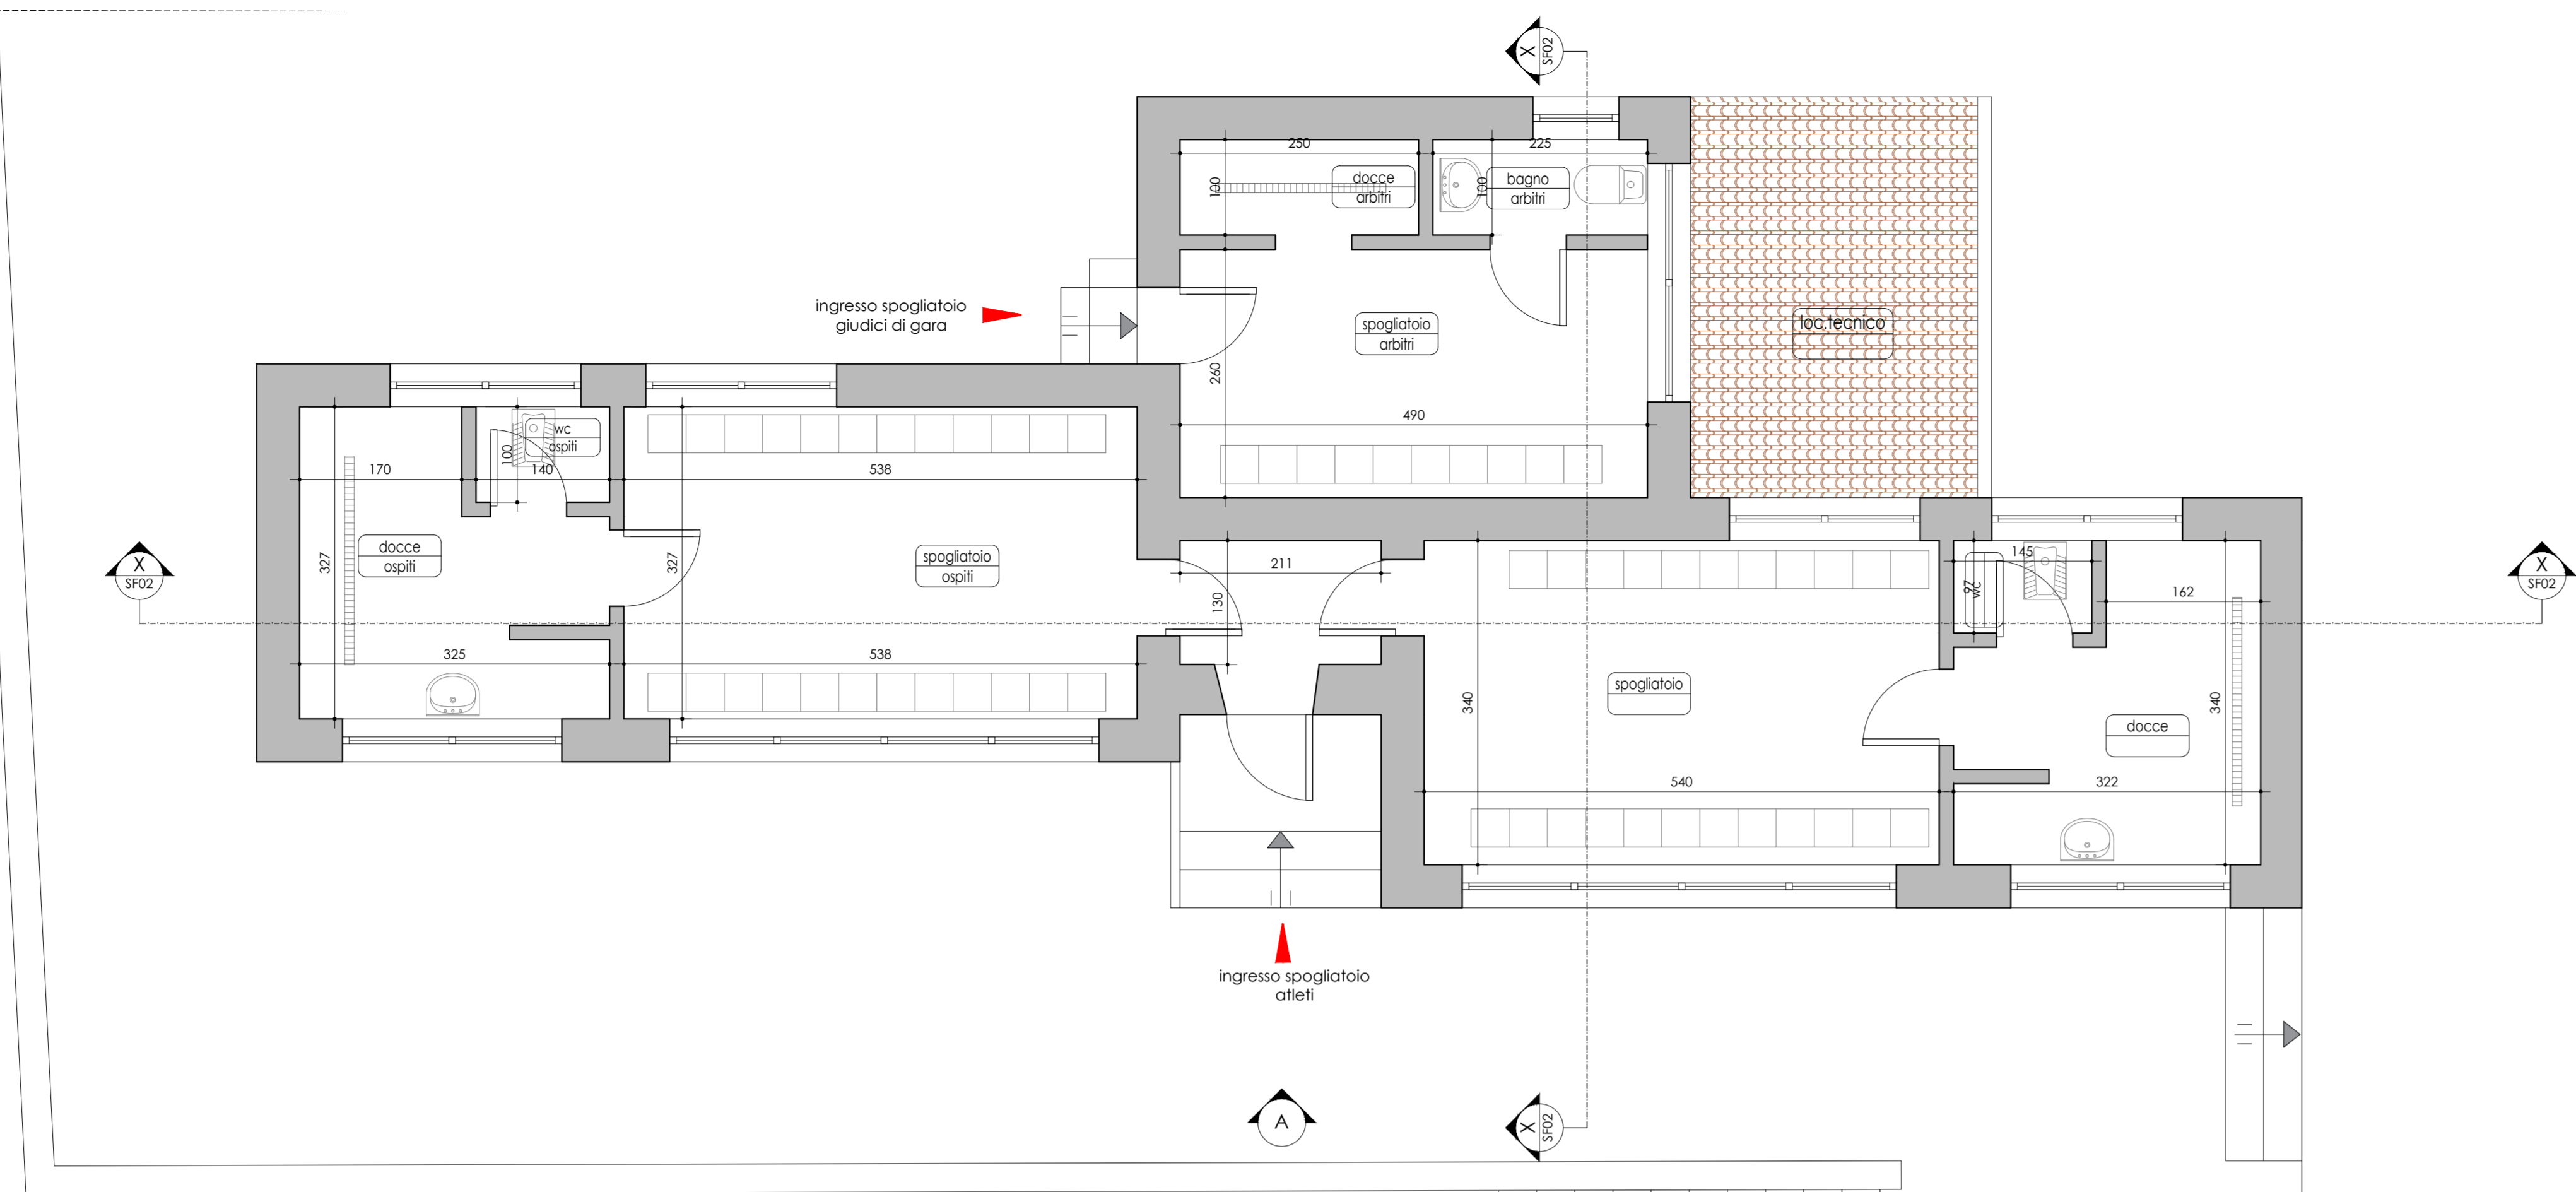 X
SF02
250
225
100
docce
arbitri
100
bagno
arbitri
ingresso spogliatoio
giudici di gara
spogliatoio
arbitri
loc.tecnico
260
490
wc
ospiti
100
170
140
538
docce
ospiti
327
327
spogliatoio
ospiti
211
130
X
SF02
145
97
wc
162
X
SF02
325
538
spogliatoio
340
340
docce
540
322
ingresso spogliatoio
atleti
A
X
SF02